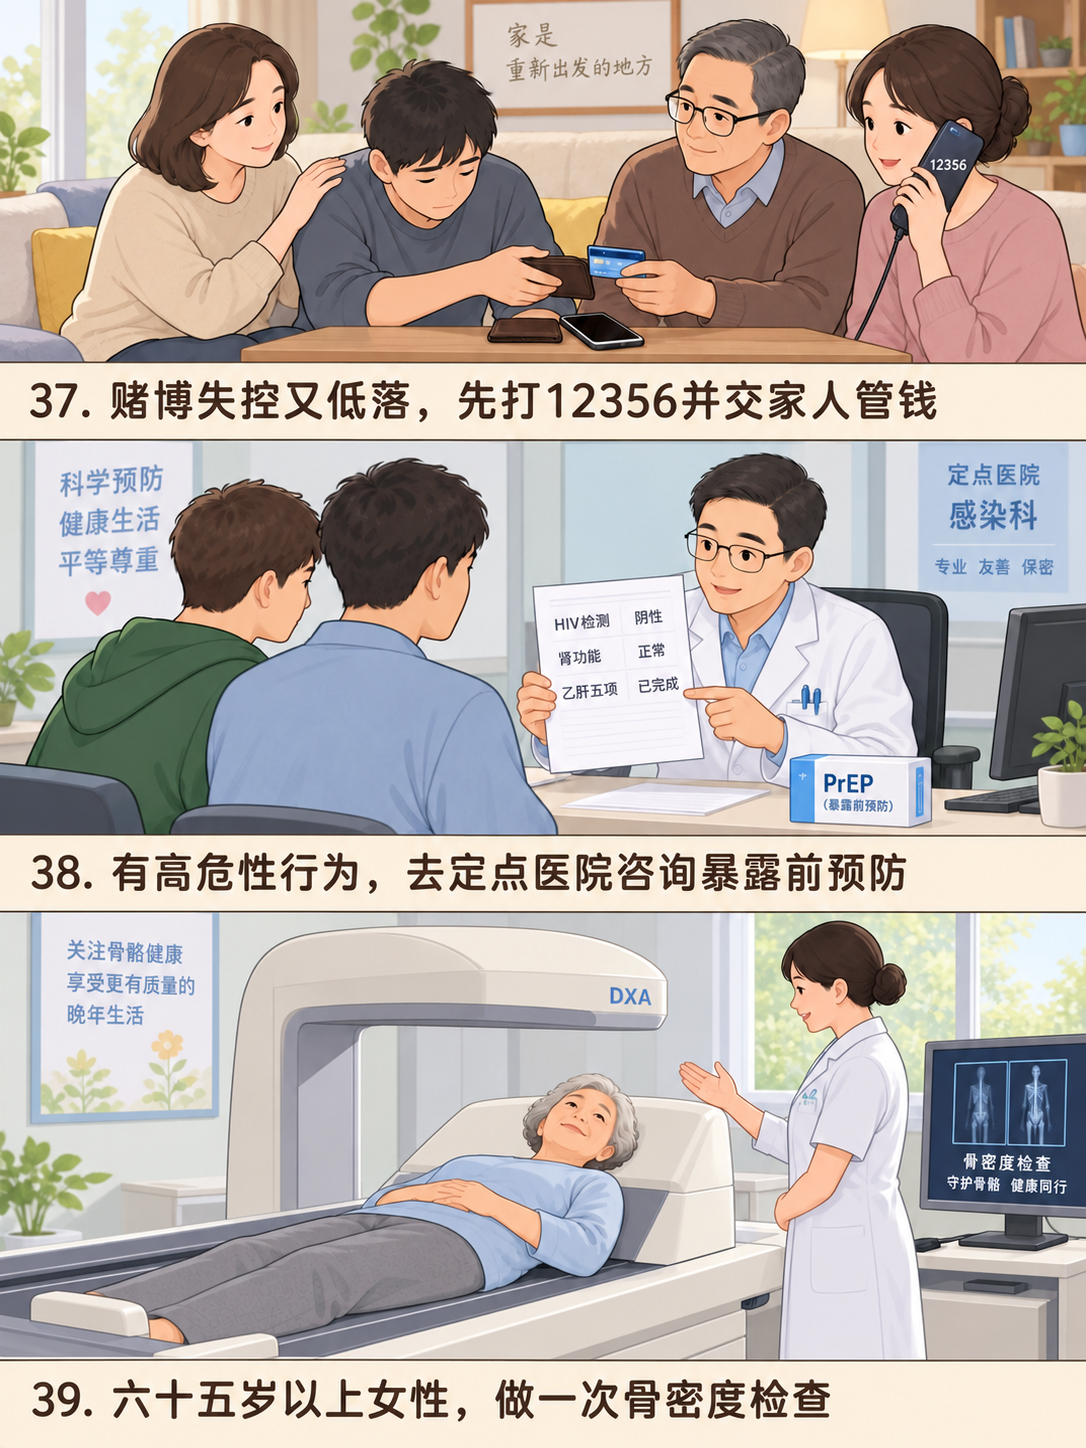 家是
重新出发的地方
12356
37. 赌博失控又低落，先打12356并交家人管钱
科学预防
健康生活
平等尊重
定点医院
感染科
专业 友善 保密
HIV检测 阴性
肾功能 正常
乙肝五项 已完成
PrEP
(暴露前预防)
38. 有高危性行为，去定点医院咨询暴露前预防
关注骨骼健康
享受更有质量的
晚年生活
DXA
骨密度检查
守护骨骼 健康同行
39. 六十五岁以上女性，做一次骨密度检查